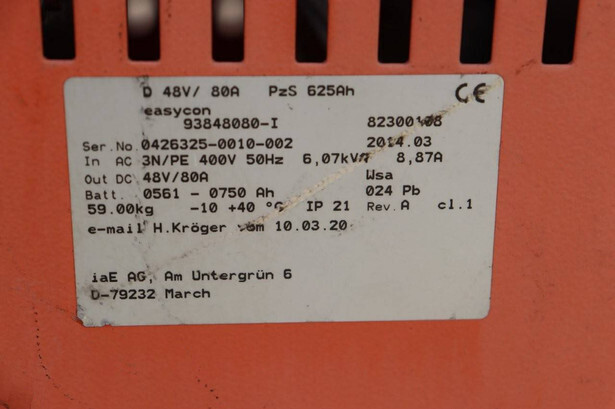 D 48V/ 80A PzS 625Ah CE
easycon
93848080-I 82300108
Ser.No.0426325-0010-002 2014.03
In AC 3N/PE 400V 50Hz 6,07kVA 8,87A
Out DC 48V/80A Wsa
Batt. 0561 - 0750 Ah 024 Pb
59.00kg -10 +40 °C IP 21 Rev.A cl.1
e-mail H.Kröger vom 10.03.20
iaE AG, Am Untergrün 6
D-79232 March